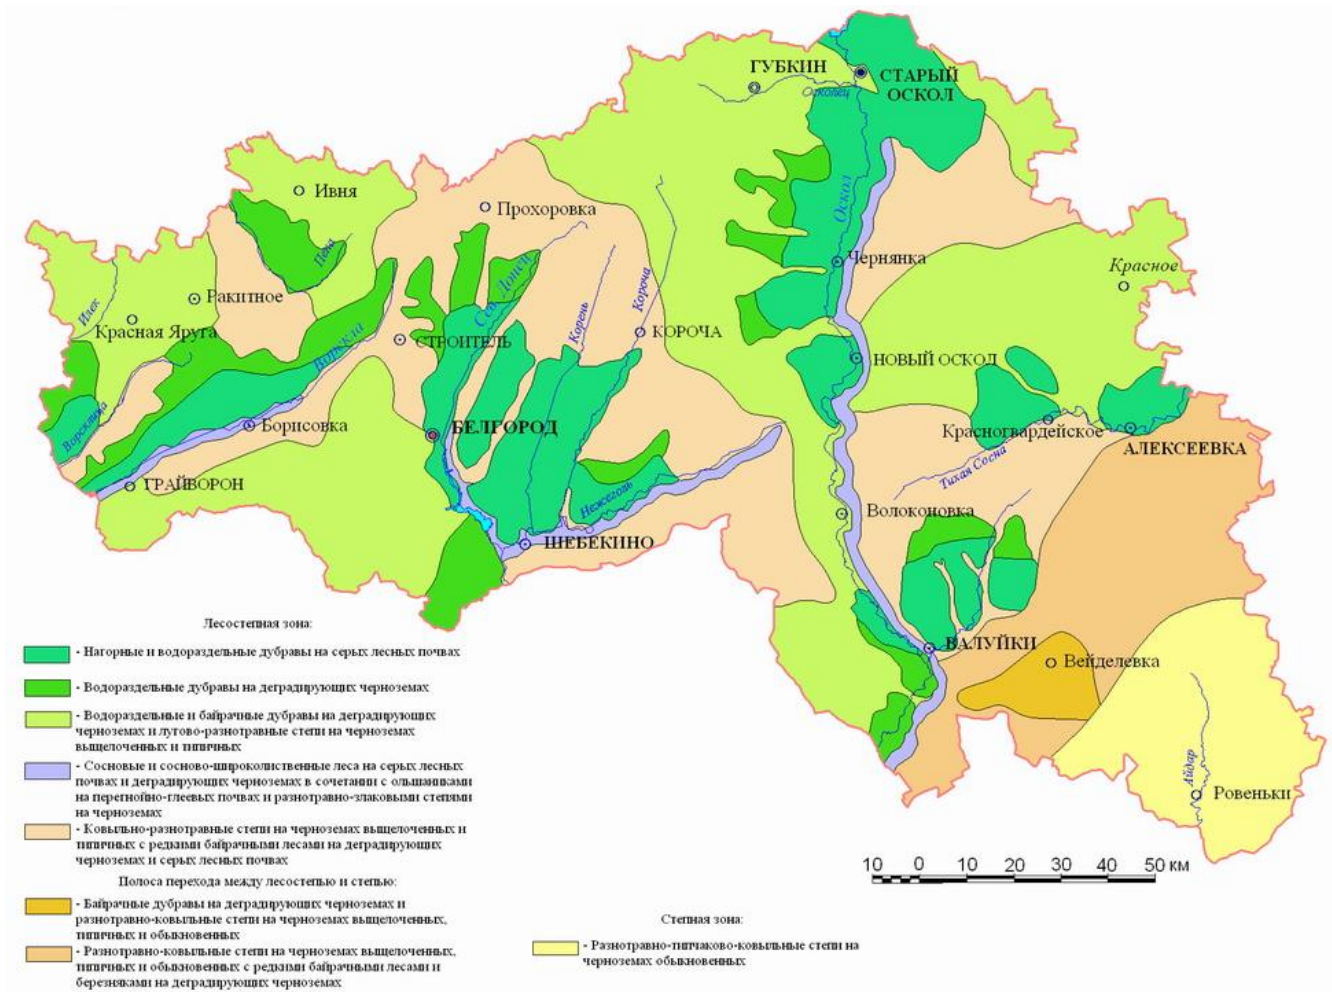 ГУБКИН
СТАРЫЙ
ОСКОЛ
Осколец
Ивня
Прохоровка
Оскол
Пена
Сев. Донец
Чернянка
Красное
Ракитное
Илек
Красная Яруга
Короча
Корень
КОРОЧА
Ворскла
СТРОИТЕЛЬ
НОВЫЙ ОСКОЛ
Ворсклица
Борисовка
БЕЛГОРОД
Красногвардейское
АЛЕКСЕЕВКА
Тихая Сосна
ГРАЙВОРОН
Нежеголь
Волоконовка
ШЕБЕКИНО
ВАЛУЙКИ
Вейделевка
Айдар
Ровеньки
10 0 10 20 30 40 50 км
Лесостепная зона:
- Нагорные и водораздельные дубравы на серых лесных почвах
- Водораздельные дубравы на деградирующих черноземах
- Водораздельные и байрачные дубравы на деградирующих
черноземах и лугово-разнотравные степи на черноземах
выщелоченных и типичных
- Сосновые и сосново-широколиственные леса на серых лесных
почвах и деградирующих черноземах в сочетании с ольшаниками
на перегнойно-глеевых почвах и разнотравно-злаковыми степями
на черноземах
- Ковыльно-разнотравные степи на черноземах выщелоченных и
типичных с редкими байрачными лесами на деградирующих
черноземах и серых лесных почвах
Полоса перехода между лесостепью и степью:
- Байрачные дубравы на деградирующих черноземах и
разнотравно-ковыльные степи на черноземах выщелоченных,
типичных и обыкновенных
- Разнотравно-ковыльные степи на черноземах выщелоченных,
типичных и обыкновенных с редкими байрачными лесами и
березняками на деградирующих черноземах
Степная зона:
- Разнотравно-типчаково-ковыльные степи на
черноземах обыкновенных